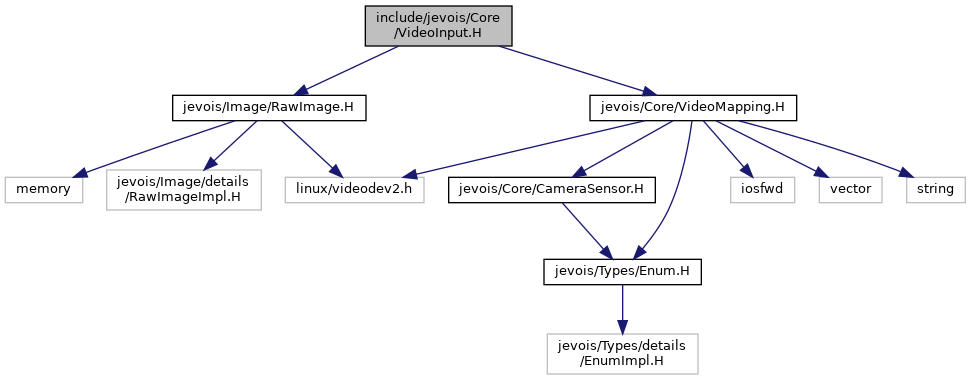 include/jevois/Core
/VideoInput.H
jevois/Image/RawImage.H
jevois/Core/VideoMapping.H
memory
jevois/Image/details
/RawImageImpl.H
linux/videodev2.h
jevois/Core/CameraSensor.H
iosfwd
vector
string
jevois/Types/Enum.H
jevois/Types/details
/EnumImpl.H